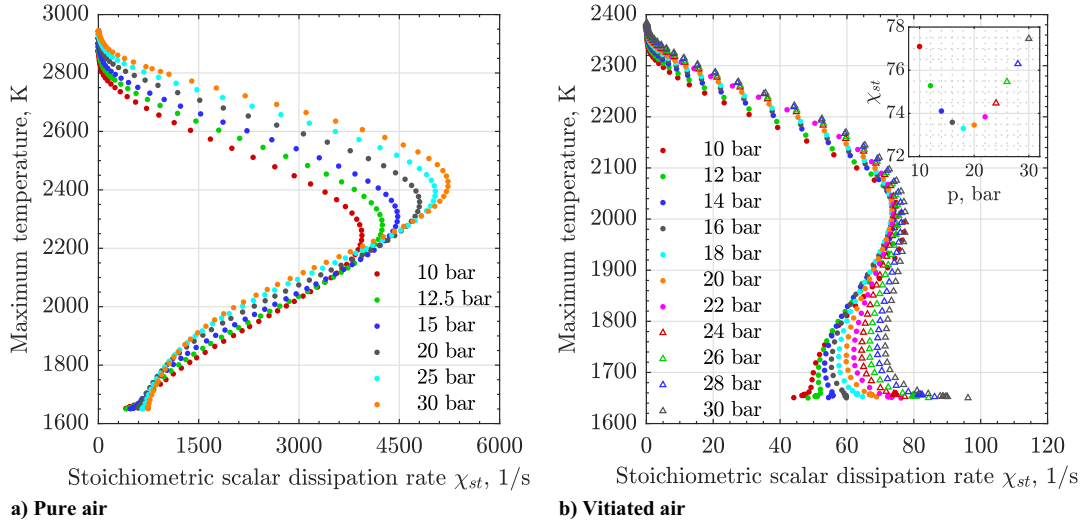 3000
2800
2600
2400
2200
2000
1800
1600
Maximum temperature, K
10 bar
12.5 bar
15 bar
20 bar
25 bar
30 bar
0
1500
3000
4500
6000
Stoichiometric scalar dissipation rate χst, 1/s
a) Pure air
2400
2300
2200
2100
2000
1900
1800
1700
1600
Maximum temperature, K
78
76
74
72
χst
10
20
30
p, bar
10 bar
12 bar
14 bar
16 bar
18 bar
20 bar
22 bar
24 bar
26 bar
28 bar
30 bar
0
20
40
60
80
100
120
Stoichiometric scalar dissipation rate χst, 1/s
b) Vitiated air